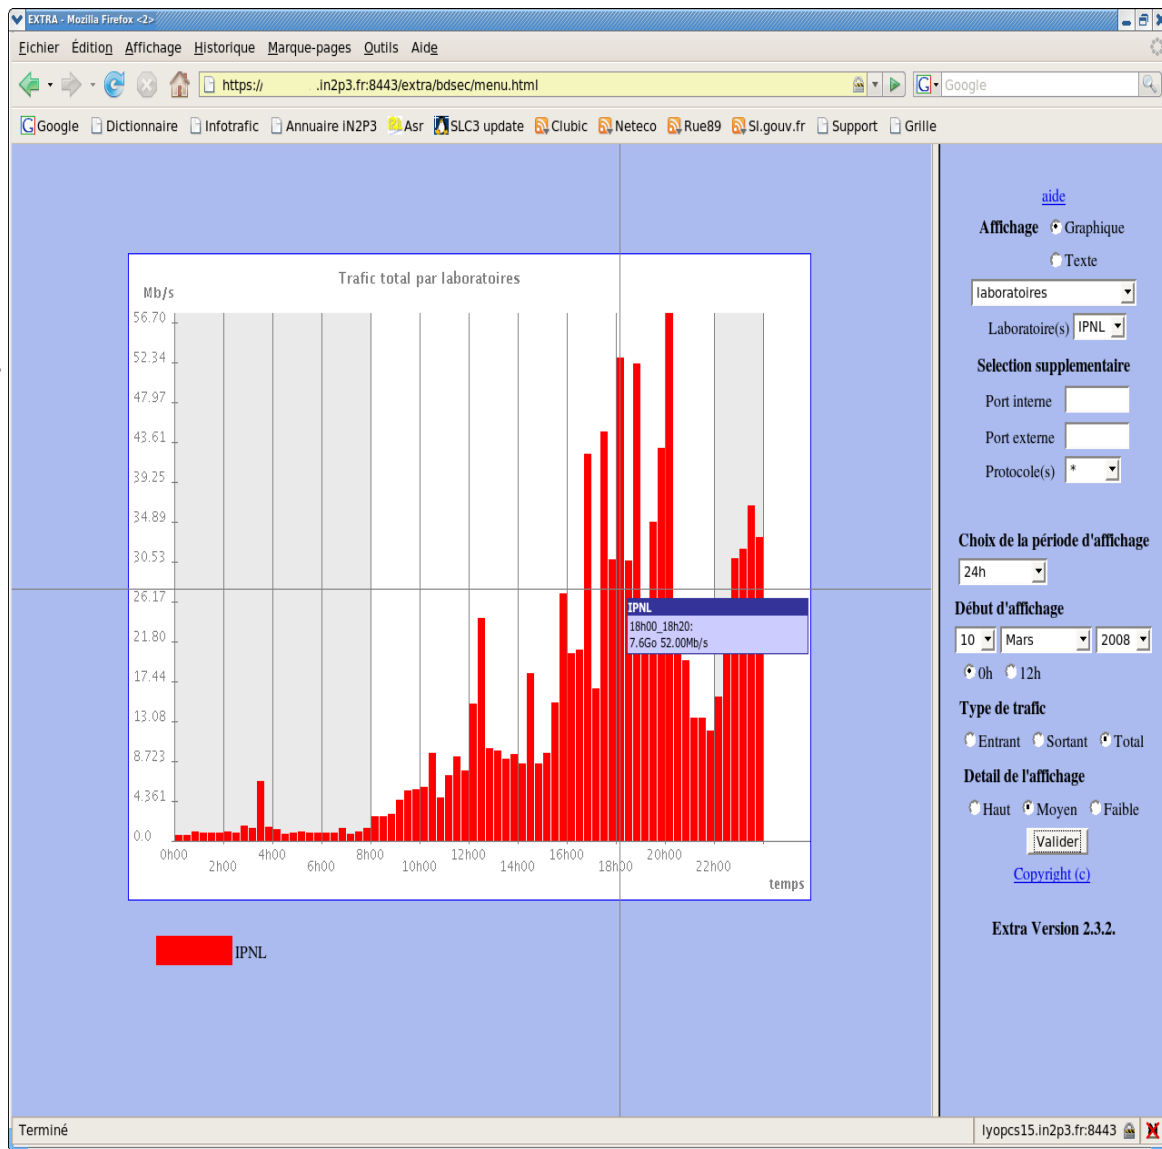 EXTRA - Mozilla Firefox <2>
Fichier Édition Affichage Historique Marque-pages Outils Aide
https:// .in2p3.fr:8443/extra/bdsec/menu.html
G Google
Google Dictionnaire Infotrafic Annuaire iN2P3 Asr SLC3 update Clubic Neteco Rue89 SI.gouv.fr Support Grille
aide
Affichage Graphique
Texte
laboratoires
Laboratoire(s) IPNL
Selection supplementaire
Port interne
Port externe
Protocole(s) *
Choix de la période d'affichage
24h
Début d'affichage
10 Mars 2008
0h 12h
Type de trafic
Entrant Sortant Total
Detail de l'affichage
Haut Moyen Faible
Valider
Copyright (c)
Extra Version 2.3.2.
Trafic total par laboratoires
Mb/s
56.70
52.34
47.97
43.61
39.25
34.89
30.53
26.17
21.80
17.44
13.08
8.723
4.361
0.0
IPNL
18h00_18h20:
7.6Go 52.00Mb/s
0h00 4h00 8h00 12h00 16h00 20h00
2h00 6h00 10h00 14h00 18h00 22h00
temps
IPNL
Terminé
lyopcs15.in2p3.fr:8443